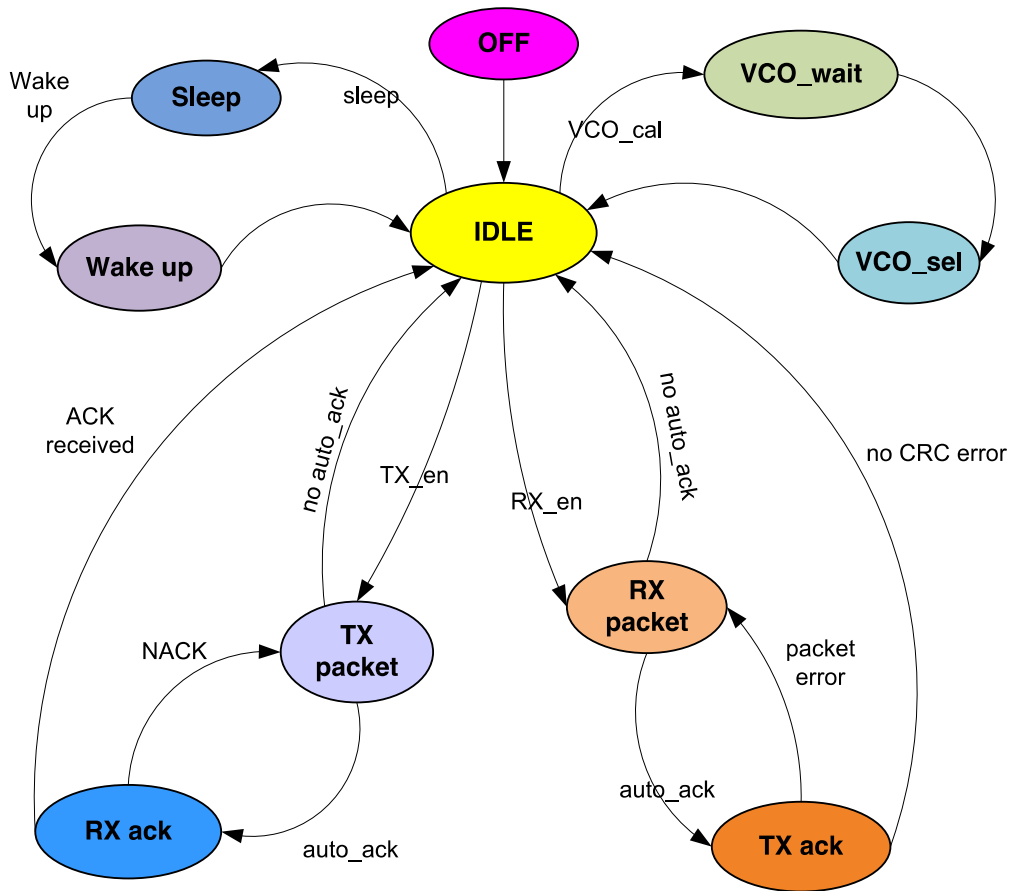 OFF
VCO_wait
Wake
up
Sleep
sleep
VCO_cal
IDLE
Wake up
VCO_sel
ACK
received
no auto_ack
TX_en
RX_en
no auto_ack
no CRC error
RX
packet
TX
packet
NACK
packet
error
auto_ack
RX ack
auto_ack
TX ack